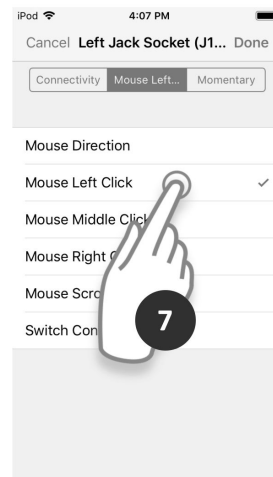 iPod 4:07 PM
Cancel Left Jack Socket (J1... Done
Connectivity Mouse Left... Momentary
Mouse Direction
Mouse Left Click
Mouse Middle Click
Mouse Right
Mouse Scro
Switch Con
7